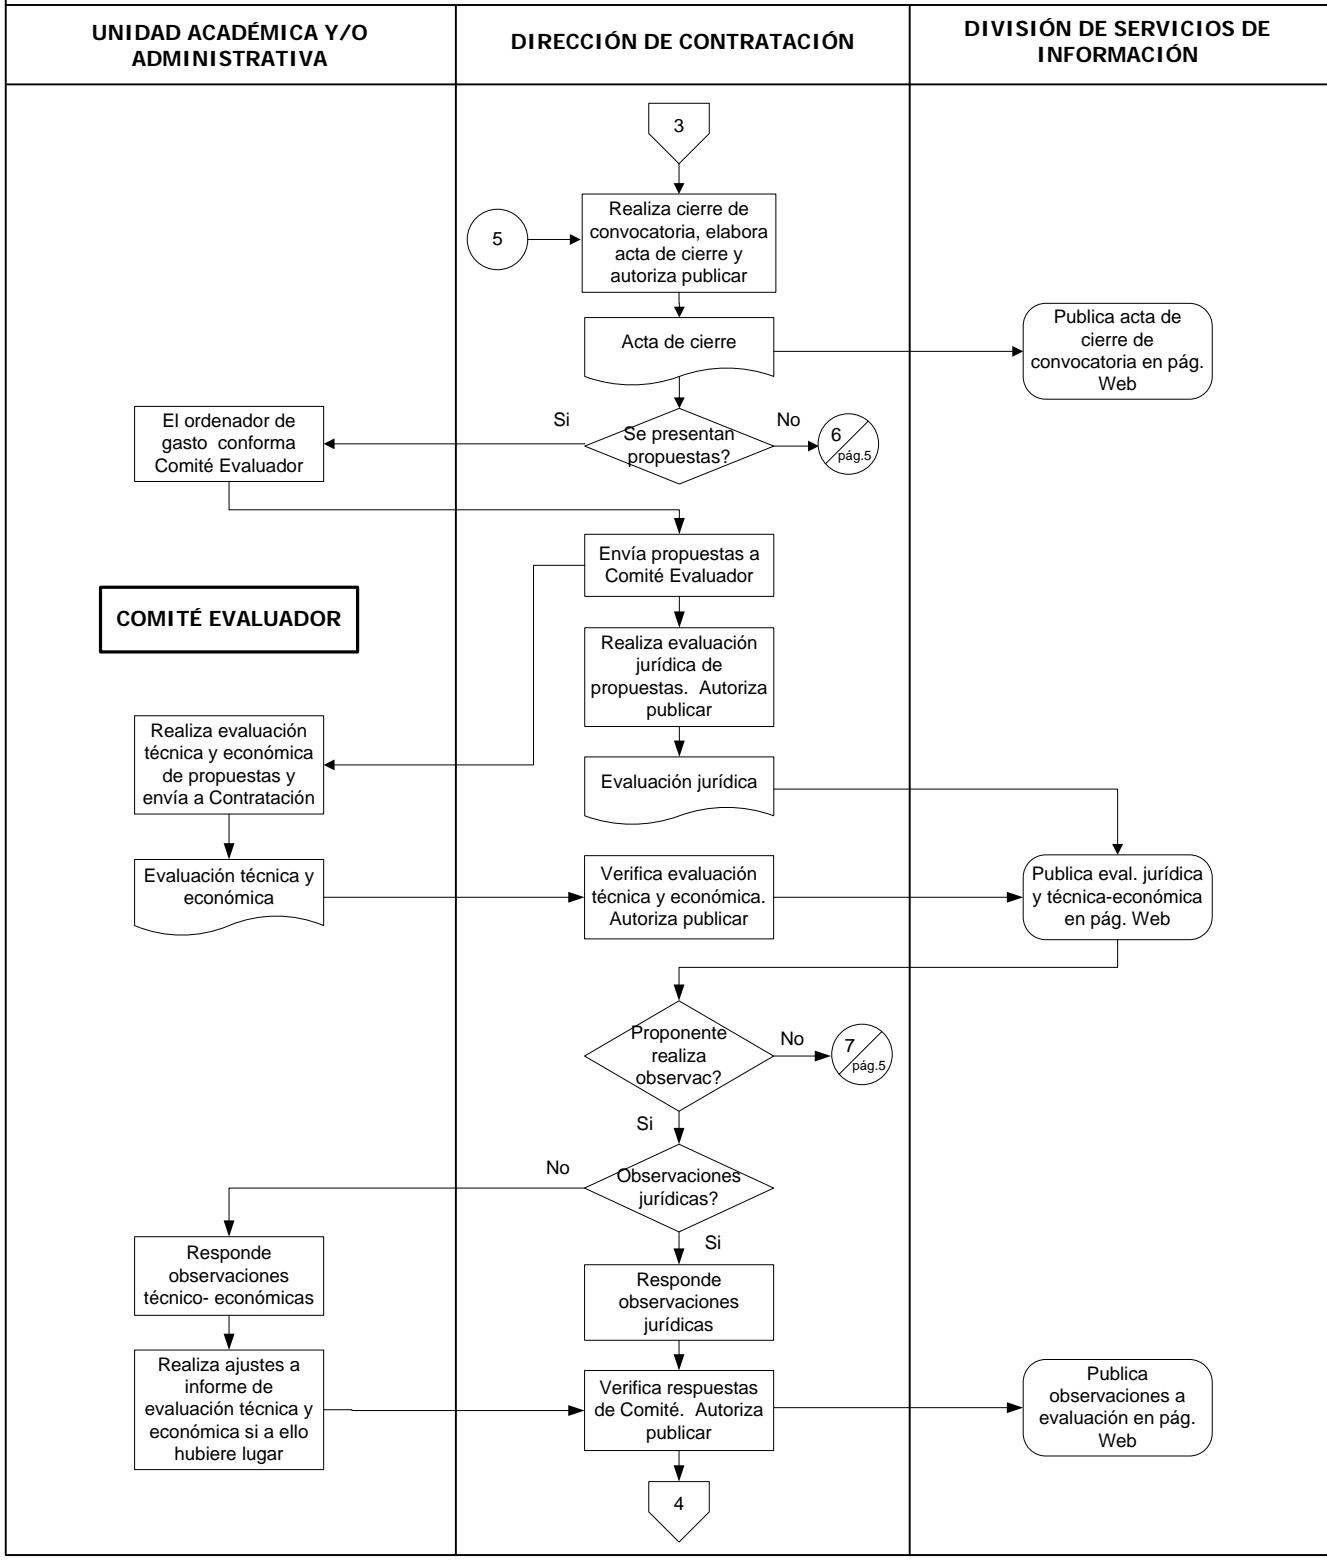 UNIDAD ACADÉMICA Y/O
ADMINISTRATIVA
DIRECCIÓN DE CONTRATACIÓN
DIVISIÓN DE SERVICIOS DE
INFORMACIÓN
3
5
Realiza cierre de
convocatoria, elabora
acta de cierre y
autoriza publicar
Acta de cierre
Publica acta de
cierre de
convocatoria en pág.
Web
El ordenador de
gasto conforma
Comité Evaluador
Si
Se presentan
propuestas?
No
6
pág.5
Envía propuestas a
Comité Evaluador
COMITÉ EVALUADOR
Realiza evaluación
jurídica de
propuestas. Autoriza
publicar
Realiza evaluación
técnica y económica
de propuestas y
envía a Contratación
Evaluación jurídica
Evaluación técnica y
económica
Verifica evaluación
técnica y económica.
Autoriza publicar
Publica eval. jurídica
y técnica-económica
en pág. Web
Proponente
realiza
observac?
No
7
pág.5
Si
No
Observaciones
jurídicas?
Si
Responde
observaciones
técnico- económicas
Responde
observaciones
jurídicas
Realiza ajustes a
informe de
evaluación técnica y
económica si a ello
hubiere lugar
Verifica respuestas
de Comité. Autoriza
publicar
Publica
observaciones a
evaluación en pág.
Web
4